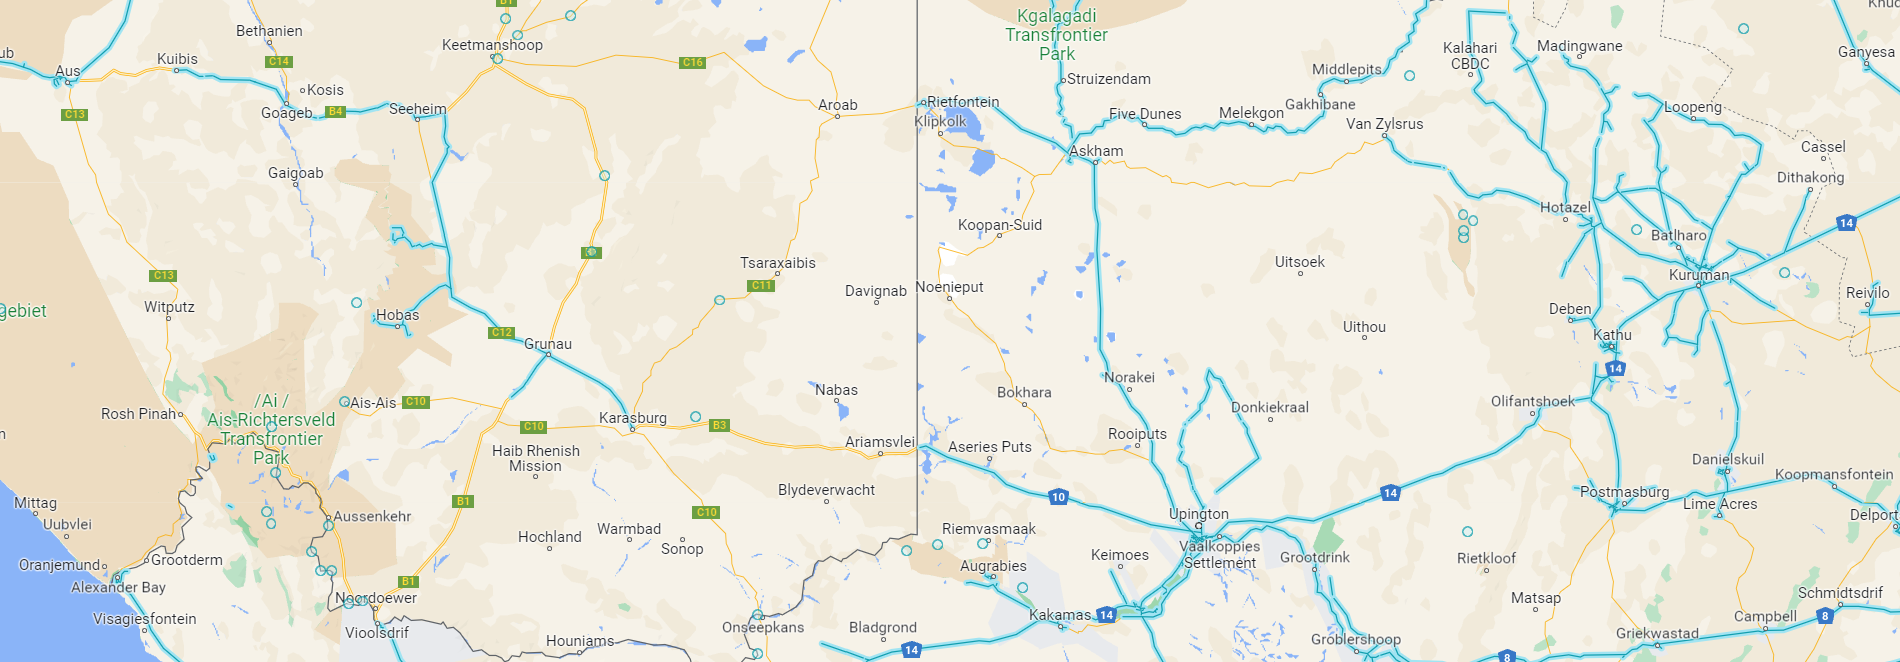 B1
Bethanien
Keetmanshoop
Kgalagadi
Transfrontier
Park
Kalahari
CBDC
Madingwane
Ganyesa
ub
Aus
Kuibis
C14
C16
Struizendam
Middlepits
Kosis
Goageb
B4
Seeheim
Aroab
Rietfontein
Klipkolk
Five Dunes
Melekgon
Gakhibane
Van Zylsrus
Loopeng
C13
Askham
Cassel
Dithakong
Gaigoab
Hotazel
Koopan-Suid
Batlharo
14
C13
Tsaraxaibis
C11
Davignab
Noenieput
Uitsoek
Kuruman
Reivilo
gebiet
Witputz
Hobas
C12
Grunau
Deben
Uithou
Kathu
14
Rosh Pinah
/Ai /
Ais-Richtersveld
Transfrontier
Park
Ais-Ais
C10
Nabas
Norakei
Bokhara
Donkiekraal
Olifantshoek
Karasburg
C10
B3
n
Haib Rhenish
Mission
Ariamsvlei
Aseries Puts
Rooiputs
Danielskuil
Koopmansfontein
Mittag
Uubvlei
Aussenkehr
B1
Blydeverwacht
C10
10
14
Postmasburg
Lime Acres
Delport
Upington
Hochland
Warmbad
Sonop
Riemvasmaak
Vaalkoppies
Settlement
Keimoes
Grootdrink
Rietkloof
Oranjemund
Grootderm
Alexander Bay
B1
Noordoewer
Augrabies
Matsap
Schmidtsdrif
Visagiesfontein
Vioolsdrif
Houniams
Onseepkans
Bladgrond
Kakamas
14
14
Groblershoop
8
Griekwastad
Campbell
8